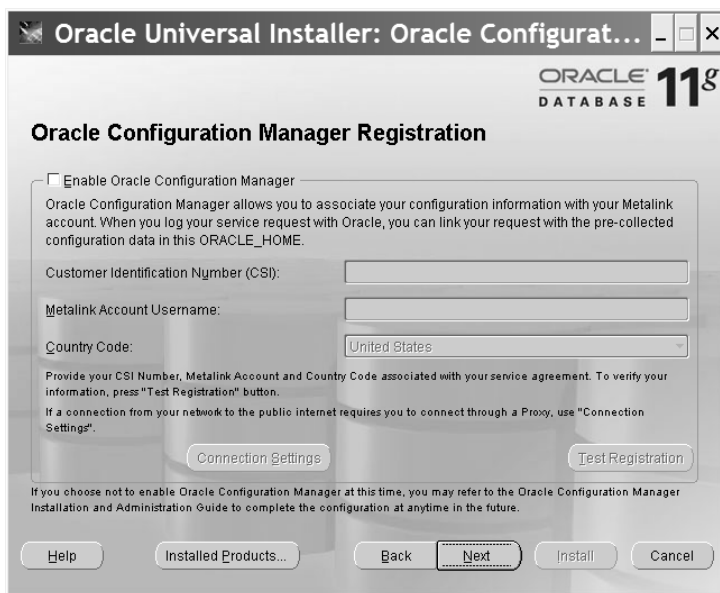 Oracle Universal Installer: Oracle Configurat...
ORACLE
DATABASE 11g
Oracle Configuration Manager Registration
Enable Oracle Configuration Manager
Oracle Configuration Manager allows you to associate your configuration information with your Metalink
account. When you log your service request with Oracle, you can link your request with the pre-collected
configuration data in this ORACLE_HOME.
Customer Identification Number (CSI):
Metalink Account Username:
Country Code: United States
Provide your CSI Number, Metalink Account and Country Code associated with your service agreement. To verify your
information, press "Test Registration" button.
If a connection from your network to the public internet requires you to connect through a Proxy, use "Connection
Settings".
Connection Settings Test Registration
If you choose not to enable Oracle Configuration Manager at this time, you may refer to the Oracle Configuration Manager
Installation and Administration Guide to complete the configuration at anytime in the future.
Help Installed Products... Back Next Install Cancel